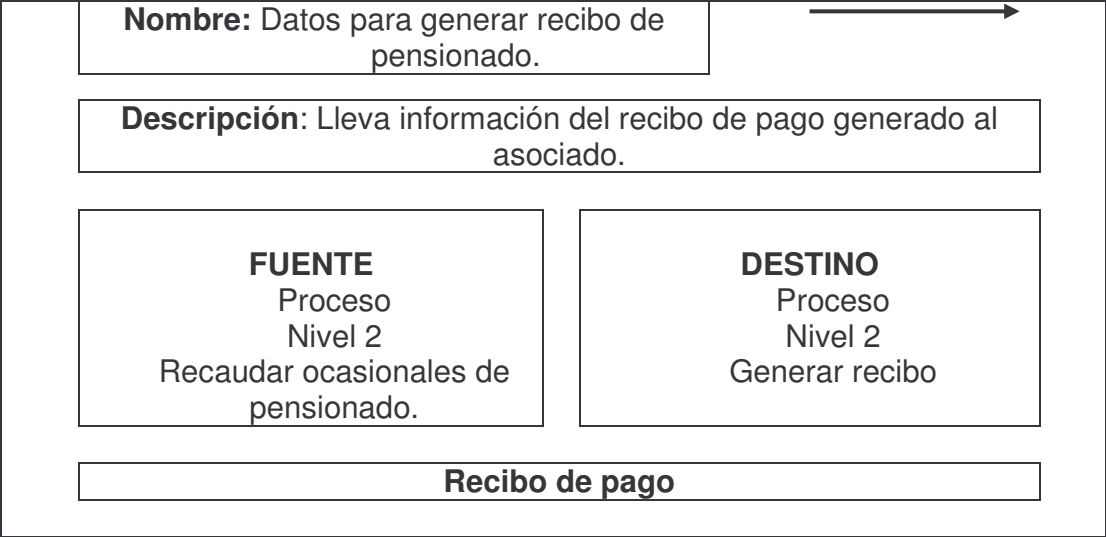 Nombre: Datos para generar recibo de
pensionado.
Descripción: Lleva información del recibo de pago generado al
asociado.
FUENTE
Proceso
Nivel 2
Recaudar ocasionales de
pensionado.
DESTINO
Proceso
Nivel 2
Generar recibo
Recibo de pago